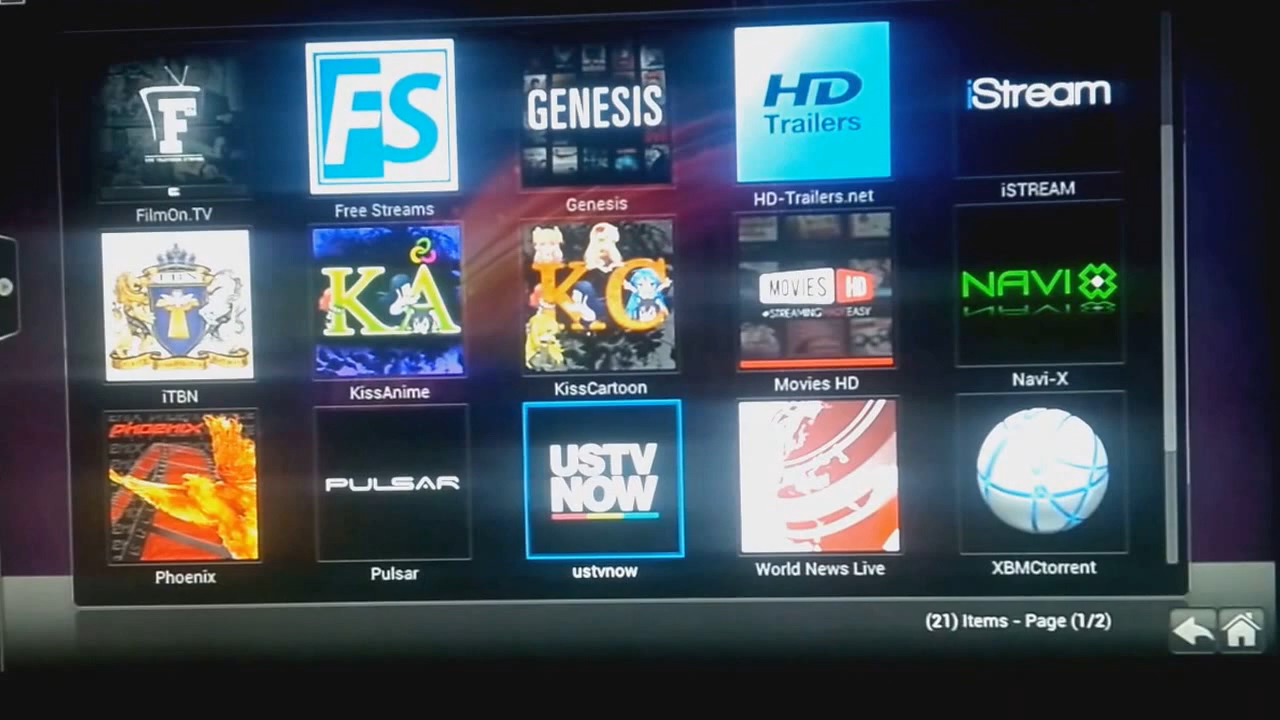 F
FS
GENESIS
HD
Trailers
iStream
FilmOn.TV
Free Streams
Genesis
HD-Trailers.net
iSTREAM
KA
KC
MOVIES HD
NAVI
iTBN
KissAnime
KissCartoon
Movies HD
Navi-X
PHOENIX
PULSAR
USTV
NOW
Phoenix
Pulsar
ustvnow
World News Live
XBMCtorrent
(21) Items - Page (1/2)